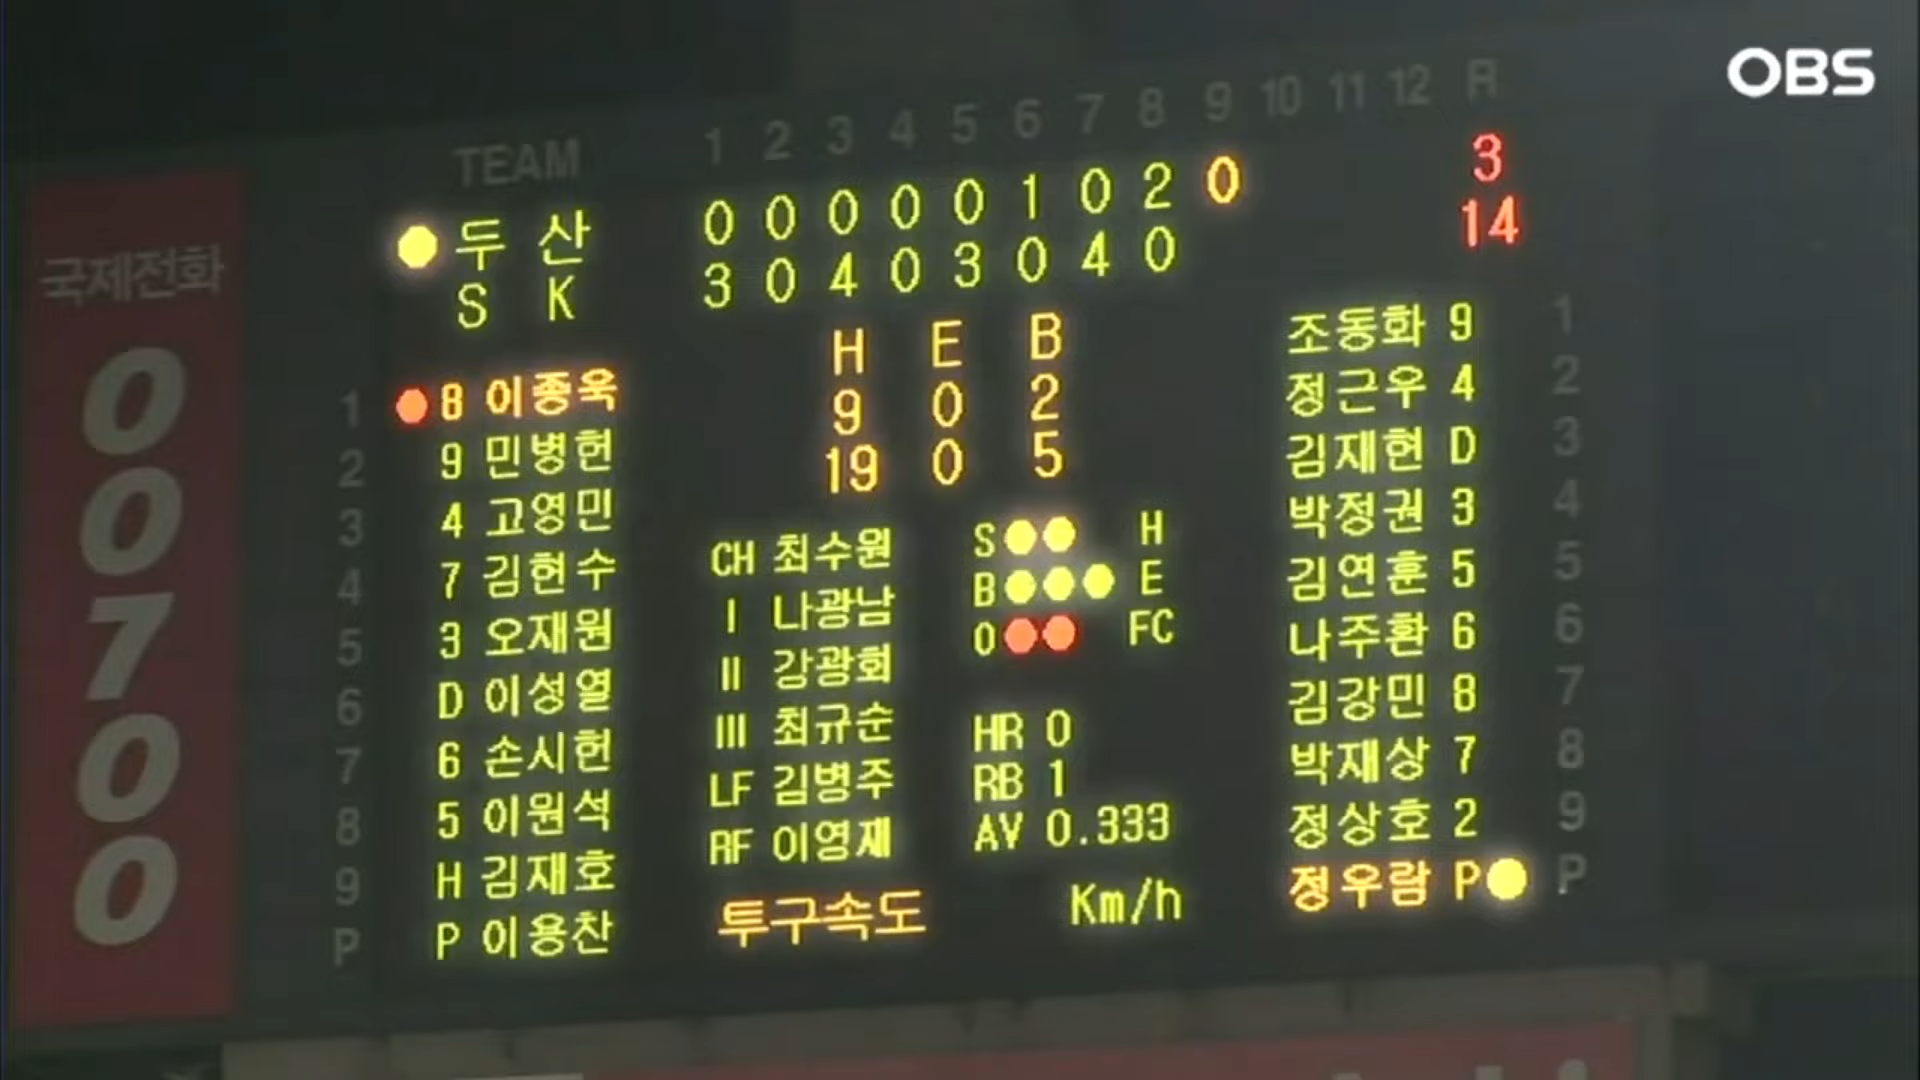 OBS
TEAM 1 2 3 4 5 6 7 8 9 10 11 12 R
두산 0 0 0 0 0 1 0 2 0 3
SK 3 0 4 0 3 0 4 0 14
국제전화
00700
H E B
9 0 2
19 0 5
1 8 이종욱
2 9 민병헌
3 4 고영민
4 7 김현수
5 3 오재원
6 D 이성열
7 6 손시헌
8 5 이원석
9 H 김재호
P P 이용찬
CH 최수원
I 나광남
II 강광회
III 최규순
LF 김병주
RF 이영재
투구속도 Km/h
S H
B E
O FC
HR 0
RB 1
AV 0.333
조동화 9 1
정근우 4 2
김재현 D 3
박정권 3 4
김연훈 5 5
나주환 6 6
김강민 8 7
박재상 7 8
정상호 2 9
정우람 P P